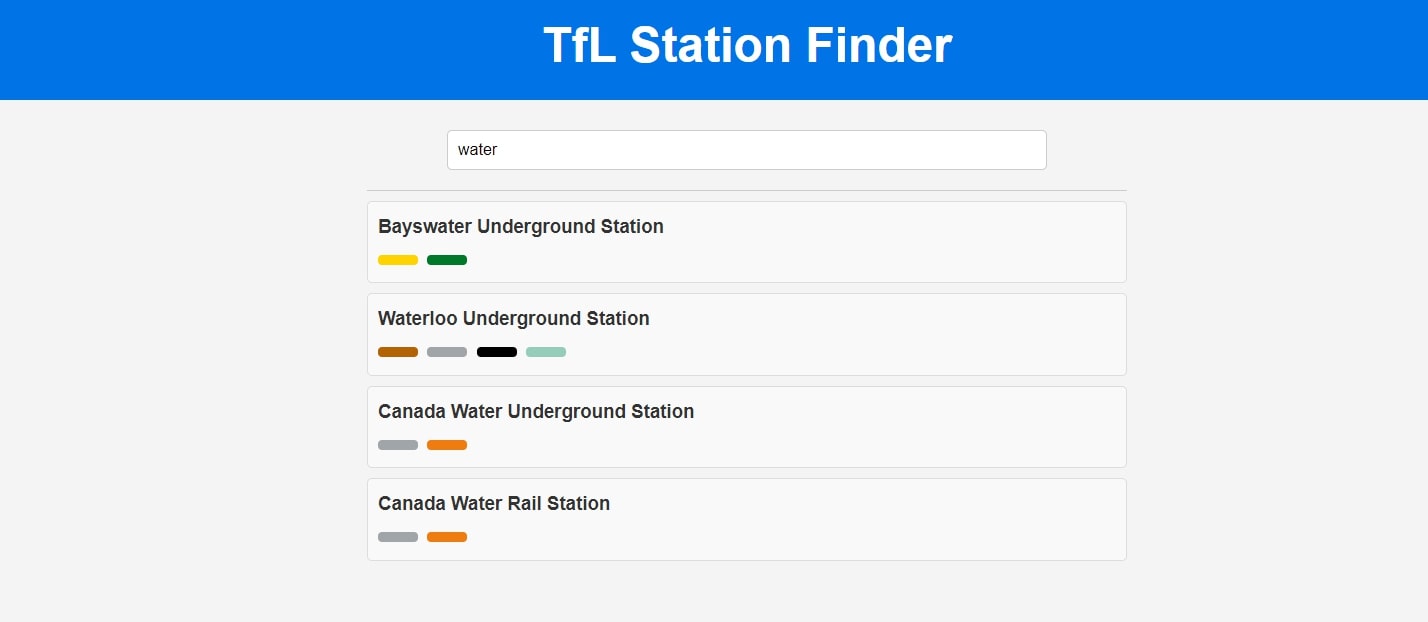 TfL Station Finder
water
Bayswater Underground Station
Waterloo Underground Station
Canada Water Underground Station
Canada Water Rail Station